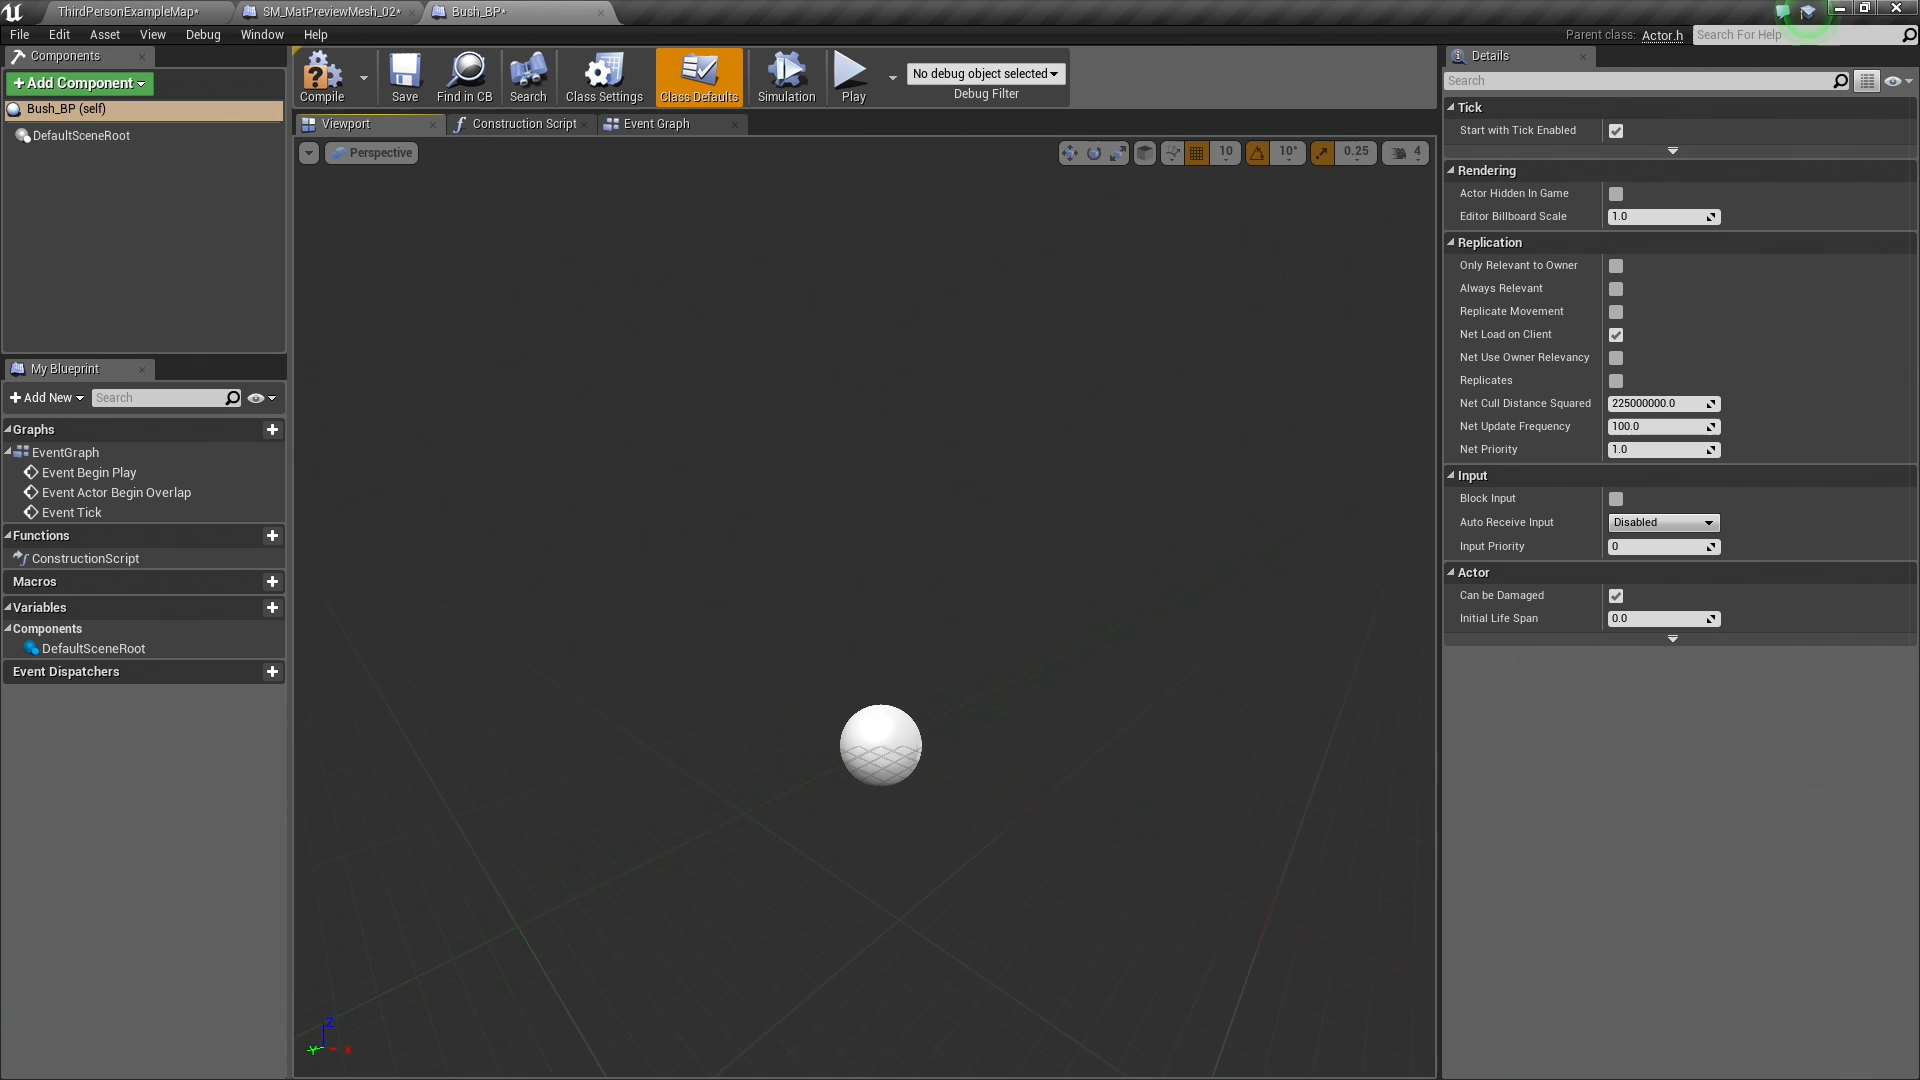 ThirdPersonExampleMap*
SM_MatPreviewMesh_02*
Bush_BP*
File Edit Asset View Debug Window Help
Parent class: Actor.h
Search For Help
Components
+Add Component
Bush_BP (self)
DefaultSceneRoot
Compile
Save
Find in CB
Search
Class Settings
Class Defaults
Simulation
Play
No debug object selected
Debug Filter
Viewport
Construction Script
Event Graph
Perspective
10
10°
0.25
4
My Blueprint
+Add New
Search
Graphs
EventGraph
Event Begin Play
Event Actor Begin Overlap
Event Tick
Functions
ConstructionScript
Macros
Variables
Components
DefaultSceneRoot
Event Dispatchers
Z
Y
X
Details
Search
Tick
Start with Tick Enabled
Rendering
Actor Hidden In Game
Editor Billboard Scale 1.0
Replication
Only Relevant to Owner
Always Relevant
Replicate Movement
Net Load on Client
Net Use Owner Relevancy
Replicates
Net Cull Distance Squared 225000000.0
Net Update Frequency 100.0
Net Priority 1.0
Input
Block Input
Auto Receive Input Disabled
Input Priority 0
Actor
Can be Damaged
Initial Life Span 0.0